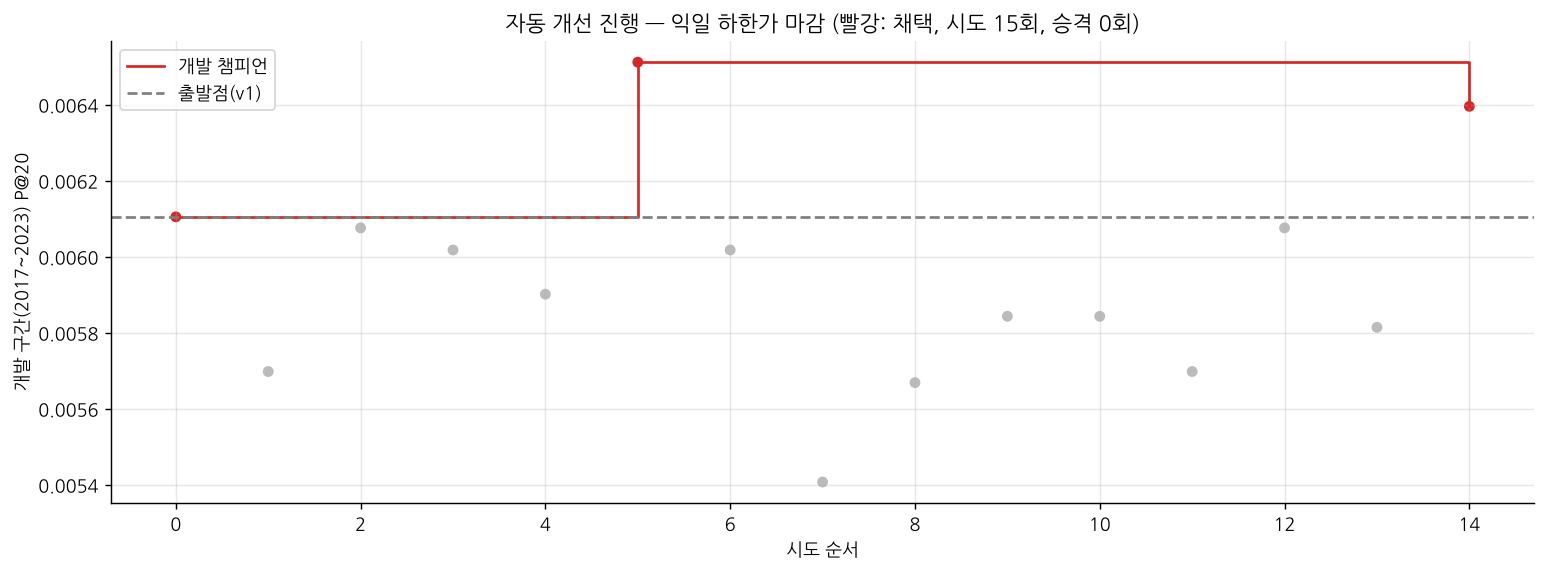 자동 개선 진행 — 익일 하한가 마감 (빨강: 채택, 시도 15회, 승격 0회)
개발 챔피언
출발점(v1)
개발 구간(2017~2023) P@20
0.0064
0.0062
0.0060
0.0058
0.0056
0.0054
0 2 4 6 8 10 12 14
시도 순서